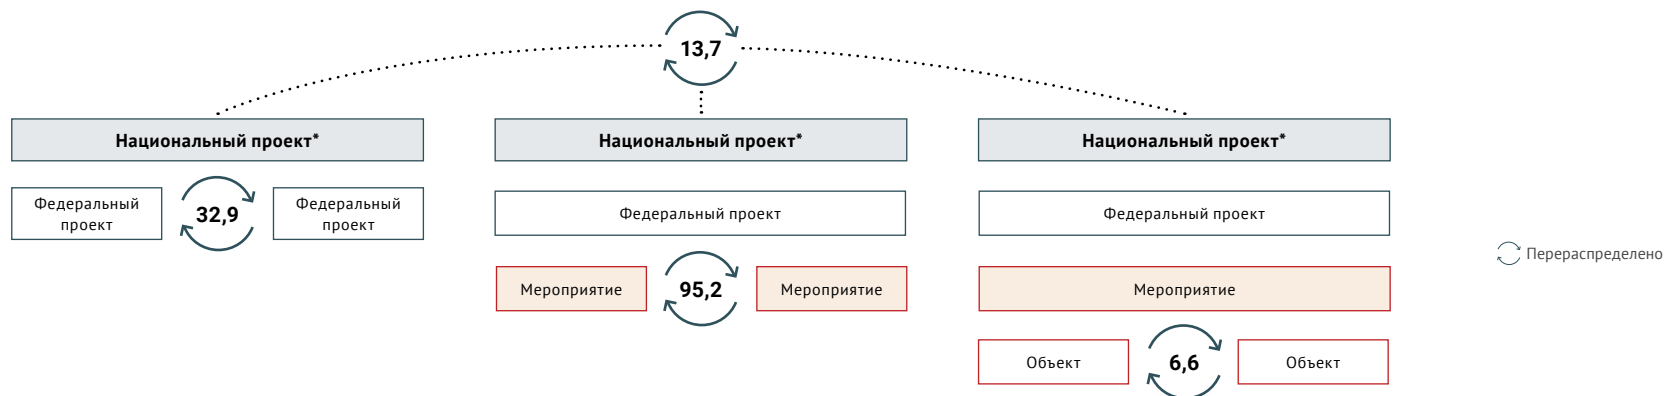 13,7
Национальный проект*
Национальный проект*
Национальный проект*
Федеральный
проект
32,9
Федеральный
проект
Федеральный проект
Федеральный проект
Перераспределено
Мероприятие
95,2
Мероприятие
Мероприятие
Объект
6,6
Объект